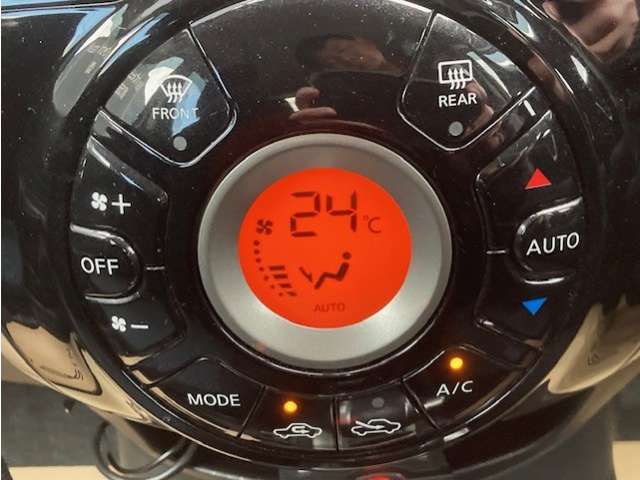 FRONT
REAR
24°C
AUTO
+
OFF
−
AUTO
MODE
A/C